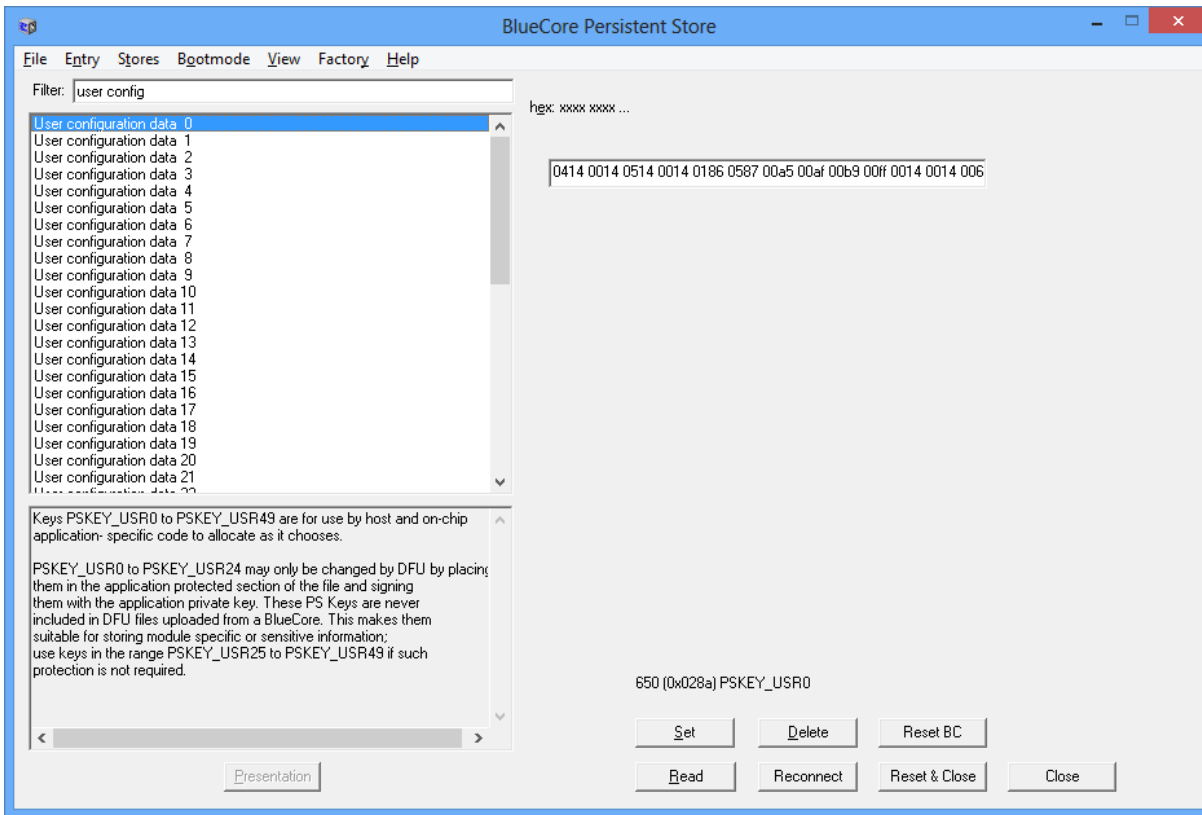 BlueCore Persistent Store
File Entry Stores Bootmode View Factory Help
Filter: user config
User configuration data 0
User configuration data 1
User configuration data 2
User configuration data 3
User configuration data 4
User configuration data 5
User configuration data 6
User configuration data 7
User configuration data 8
User configuration data 9
User configuration data 10
User configuration data 11
User configuration data 12
User configuration data 13
User configuration data 14
User configuration data 15
User configuration data 16
User configuration data 17
User configuration data 18
User configuration data 19
User configuration data 20
User configuration data 21
Keys PSKEY_USR0 to PSKEY_USR49 are for use by host and on-chip
application- specific code to allocate as it chooses.
PSKEY_USR0 to PSKEY_USR24 may only be changed by DFU by placing
them in the application protected section of the file and signing
them with the application private key. These PS Keys are never
included in DFU files uploaded from a BlueCore. This makes them
suitable for storing module specific or sensitive information;
use keys in the range PSKEY_USR25 to PSKEY_USR49 if such
protection is not required.
Presentation
hex: xxxx xxxx ...
0414 0014 0514 0014 0186 0587 00a5 00af 00b9 00ff 0014 0014 006
650 (0x028a) PSKEY_USR0
Set Delete Reset BC
Read Reconnect Reset & Close Close